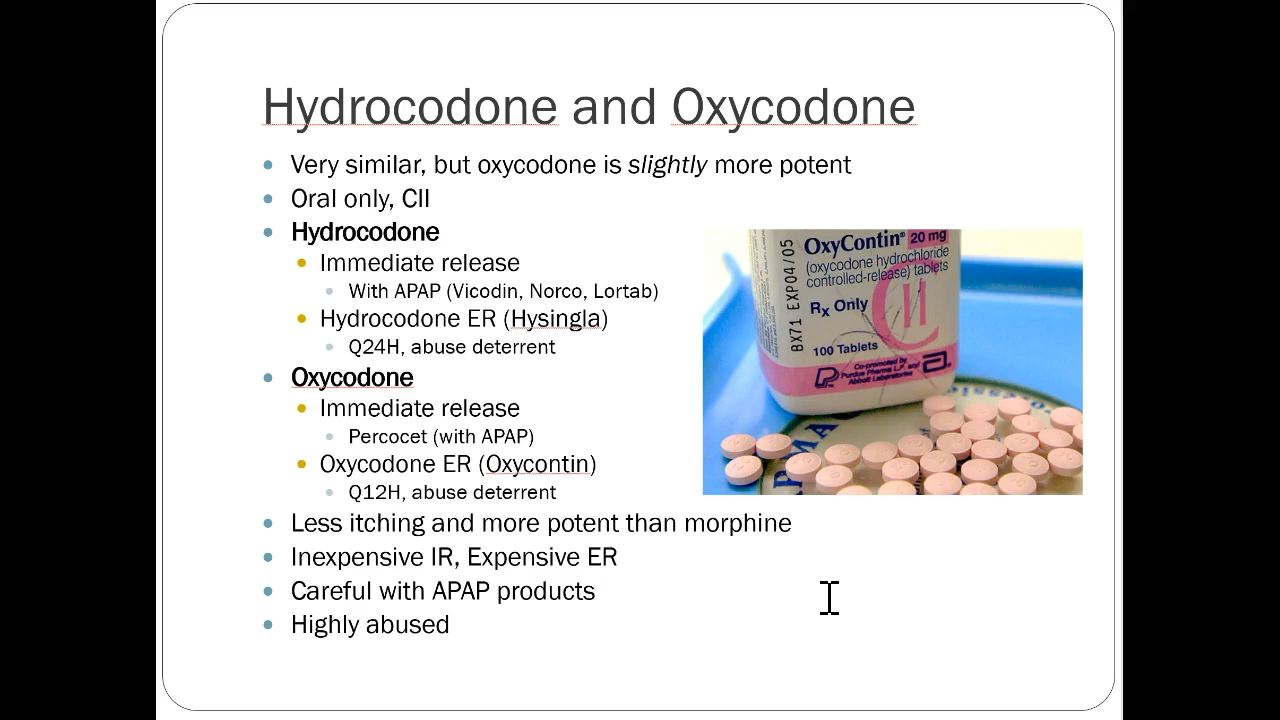 Hydrocodone and Oxycodone
Very similar, but oxycodone is slightly more potent
Oral only, CII
Hydrocodone
Immediate release
With APAP (Vicodin, Norco, Lortab)
Hydrocodone ER (Hysingla)
Q24H, abuse deterrent
Oxycodone
Immediate release
Percocet (with APAP)
Oxycodone ER (Oxycontin)
Q12H, abuse deterrent
Less itching and more potent than morphine
Inexpensive IR, Expensive ER
Careful with APAP products
Highly abused
OxyContin® 20 mg
(oxycodone hydrochloride
controlled-release) tablets
CII
Rx Only
100 Tablets
BX71 EXP04/05
Co-promoted by
Purdue Pharma L.P. and
Abbott Laboratories